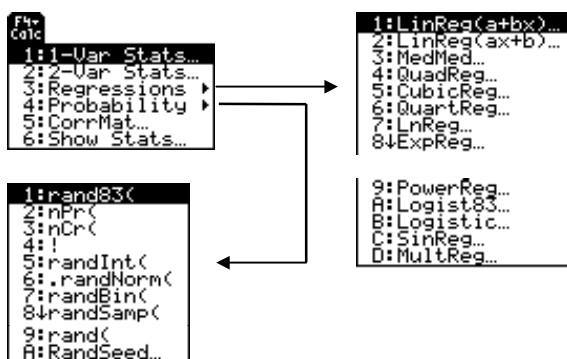 F4▾
Calc
1:1-Var Stats…
2:2-Var Stats…
3:Regressions ▸
4:Probability ▸
5:CorrMat…
6:Show Stats…
1:LinReg(a+bx)…
2:LinReg(ax+b)…
3:MedMed…
4:QuadReg…
5:CubicReg…
6:QuartReg…
7:LnReg…
8↓ExpReg…
9:PowerReg…
A:Logist83…
B:Logistic…
C:SinReg…
D:MultReg…
1:rand83(
2:nPr(
3:nCr(
4:!
5:randInt(
6:.randNorm(
7:randBin(
8↓randSamp(
9:rand(
A:RandSeed…